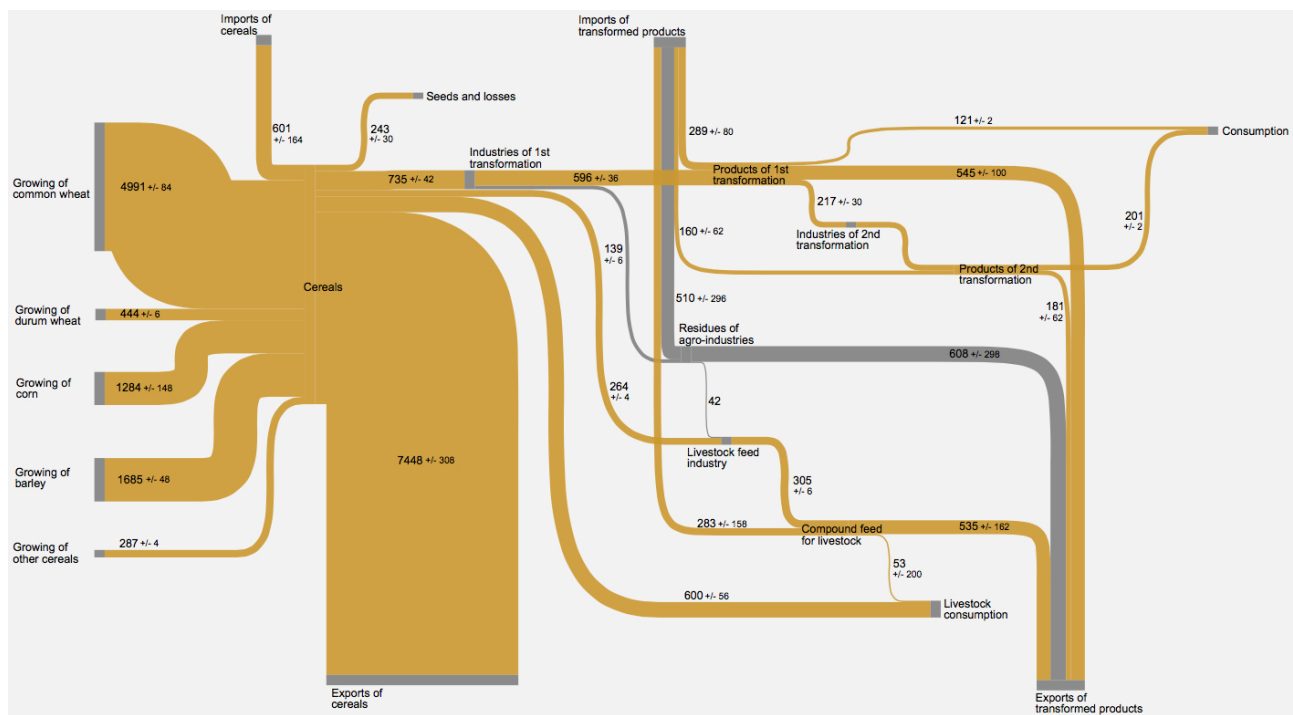 Imports of
cereals
Imports of
transformed products
Seeds and losses
601
+/- 164
243
+/- 30
289 +/- 80
121 +/- 2
Consumption
Industries of 1st
transformation
Growing of
common wheat
4991 +/- 84
735 +/- 42
596 +/- 36
Products of 1st
transformation
545 +/- 100
217 +/- 30
201
+/- 2
160 +/- 62
Industries of 2nd
transformation
139
+/- 6
Products of 2nd
transformation
Cereals
510 +/- 296
181
+/- 62
Growing of
durum wheat
444 +/- 6
Residues of
agro-industries
608 +/- 298
Growing of
corn
1284 +/- 148
264
+/- 4
42
Livestock feed
industry
7448 +/- 308
Growing of
barley
1685 +/- 48
305
+/- 6
283 +/- 158
Compound feed
for livestock
535 +/- 162
Growing of
other cereals
287 +/- 4
53
+/- 200
600 +/- 56
Livestock
consumption
Exports of
cereals
Exports of
transformed products